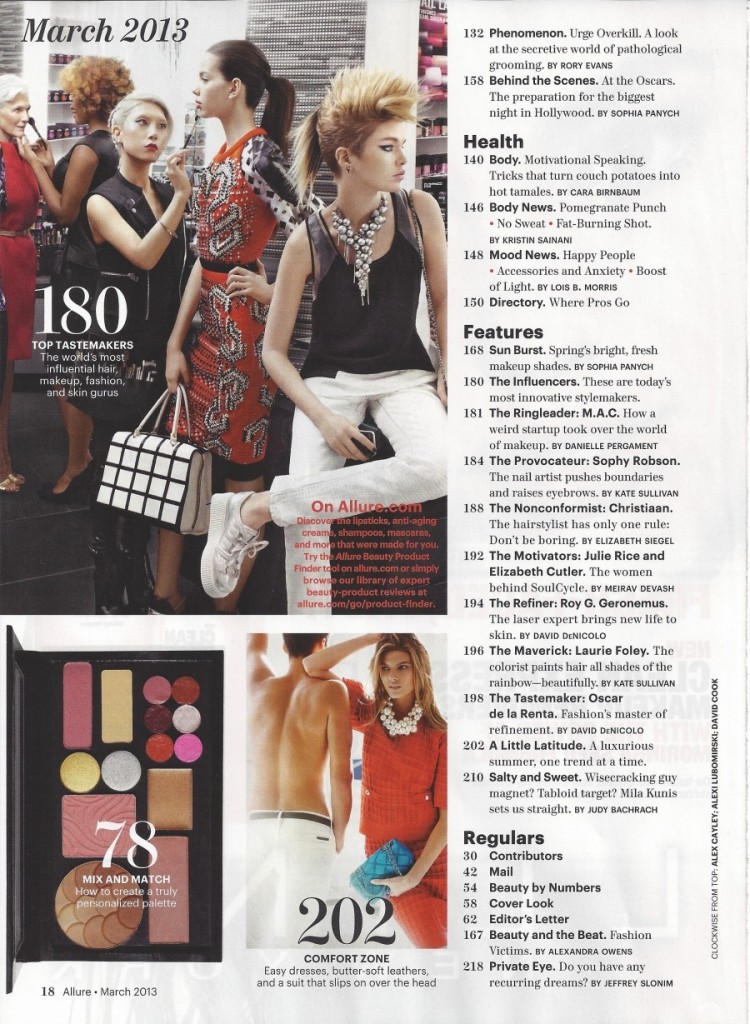 March 2013
180
TOP TASTEMAKERS
The world's most
influential hair,
makeup, fashion,
and skin gurus
On Allure.com
Discover the lipsticks, anti-aging
creams, shampoos, mascaras,
and more that were made for you.
Try the Allure Beauty Product
Finder tool on allure.com or simply
browse our library of expert
beauty-product reviews at
allure.com/go/product-finder.
78
MIX AND MATCH
How to create a truly
personalized palette
202
COMFORT ZONE
Easy dresses, butter-soft leathers,
and a suit that slips on over the head
132 Phenomenon. Urge Overkill. A look
at the secretive world of pathological
grooming. BY RORY EVANS
158 Behind the Scenes. At the Oscars.
The preparation for the biggest
night in Hollywood. BY SOPHIA PANYCH
Health
140 Body. Motivational Speaking.
Tricks that turn couch potatoes into
hot tamales. BY CARA BIRNBAUM
146 Body News. Pomegranate Punch
• No Sweat • Fat-Burning Shot.
BY KRISTIN SAINANI
148 Mood News. Happy People
• Accessories and Anxiety • Boost
of Light. BY LOIS B. MORRIS
150 Directory. Where Pros Go
Features
168 Sun Burst. Spring's bright, fresh
makeup shades. BY SOPHIA PANYCH
180 The Influencers. These are today's
most innovative stylemakers.
181 The Ringleader: M.A.C. How a
weird startup took over the world
of makeup. BY DANIELLE PERGAMENT
184 The Provocateur: Sophy Robson.
The nail artist pushes boundaries
and raises eyebrows. BY KATE SULLIVAN
188 The Nonconformist: Christiaan.
The hairstylist has only one rule:
Don't be boring. BY ELIZABETH SIEGEL
192 The Motivators: Julie Rice and
Elizabeth Cutler. The women
behind SoulCycle. BY MEIRAV DEVASH
194 The Refiner: Roy G. Geronemus.
The laser expert brings new life to
skin. BY DAVID DeNICOLO
196 The Maverick: Laurie Foley. The
colorist paints hair all shades of the
rainbow—beautifully. BY KATE SULLIVAN
198 The Tastemaker: Oscar
de la Renta. Fashion's master of
refinement. BY DAVID DeNICOLO
202 A Little Latitude. A luxurious
summer, one trend at a time.
210 Salty and Sweet. Wisecracking guy
magnet? Tabloid target? Mila Kunis
sets us straight. BY JUDY BACHRACH
Regulars
30 Contributors
42 Mail
54 Beauty by Numbers
58 Cover Look
62 Editor's Letter
167 Beauty and the Beat. Fashion
Victims. BY ALEXANDRA OWENS
218 Private Eye. Do you have any
recurring dreams? BY JEFFREY SLONIM
CLOCKWISE FROM TOP: ALEX CAYLEY; ALEXI LUBOMIRSKI; DAVID COOK
18 Allure • March 2013